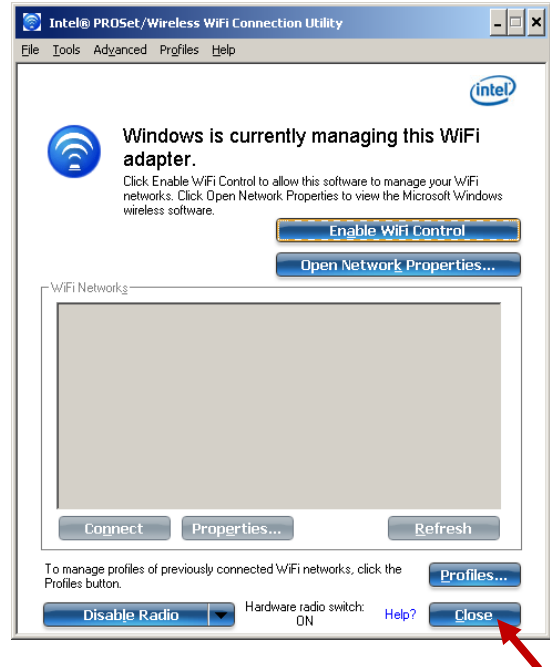 Intel® PROSet/Wireless WiFi Connection Utility
File Tools Advanced Profiles Help
intel
Windows is currently managing this WiFi
adapter.
Click Enable WiFi Control to allow this software to manage your WiFi
networks. Click Open Network Properties to view the Microsoft Windows
wireless software.
Enable WiFi Control
Open Network Properties...
WiFi Networks
Connect Properties... Refresh
To manage profiles of previously connected WiFi networks, click the
Profiles button.
Profiles...
Disable Radio
Hardware radio switch:
ON
Help?
Close